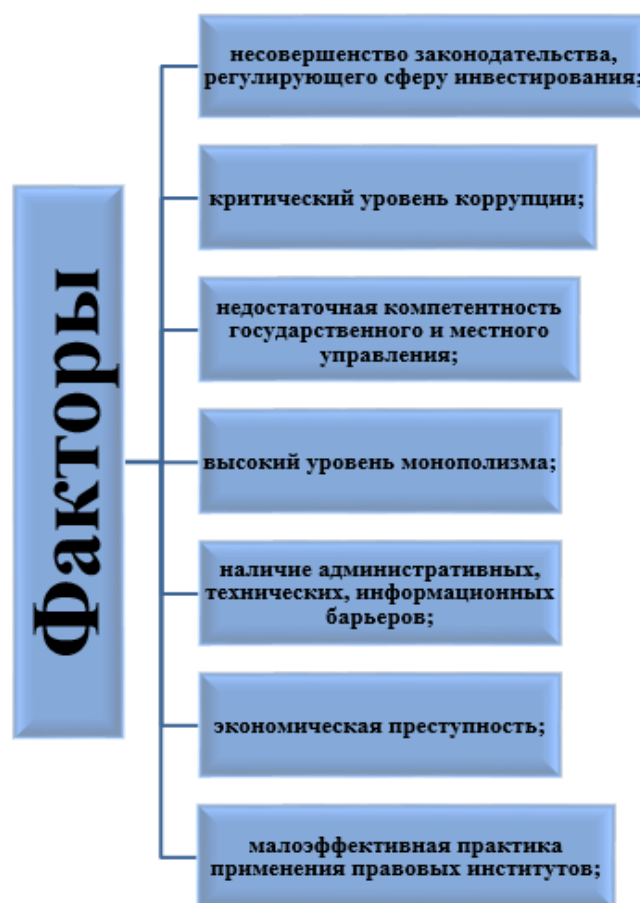 Факторы
несовершенство законодательства,
регулирующего сферу инвестирования;
критический уровень коррупции;
недостаточная компетентность
государственного и местного
управления;
высокий уровень монополизма;
наличие административных,
технических, информационных
барьеров;
экономическая преступность;
малоэффективная практика
применения правовых институтов;